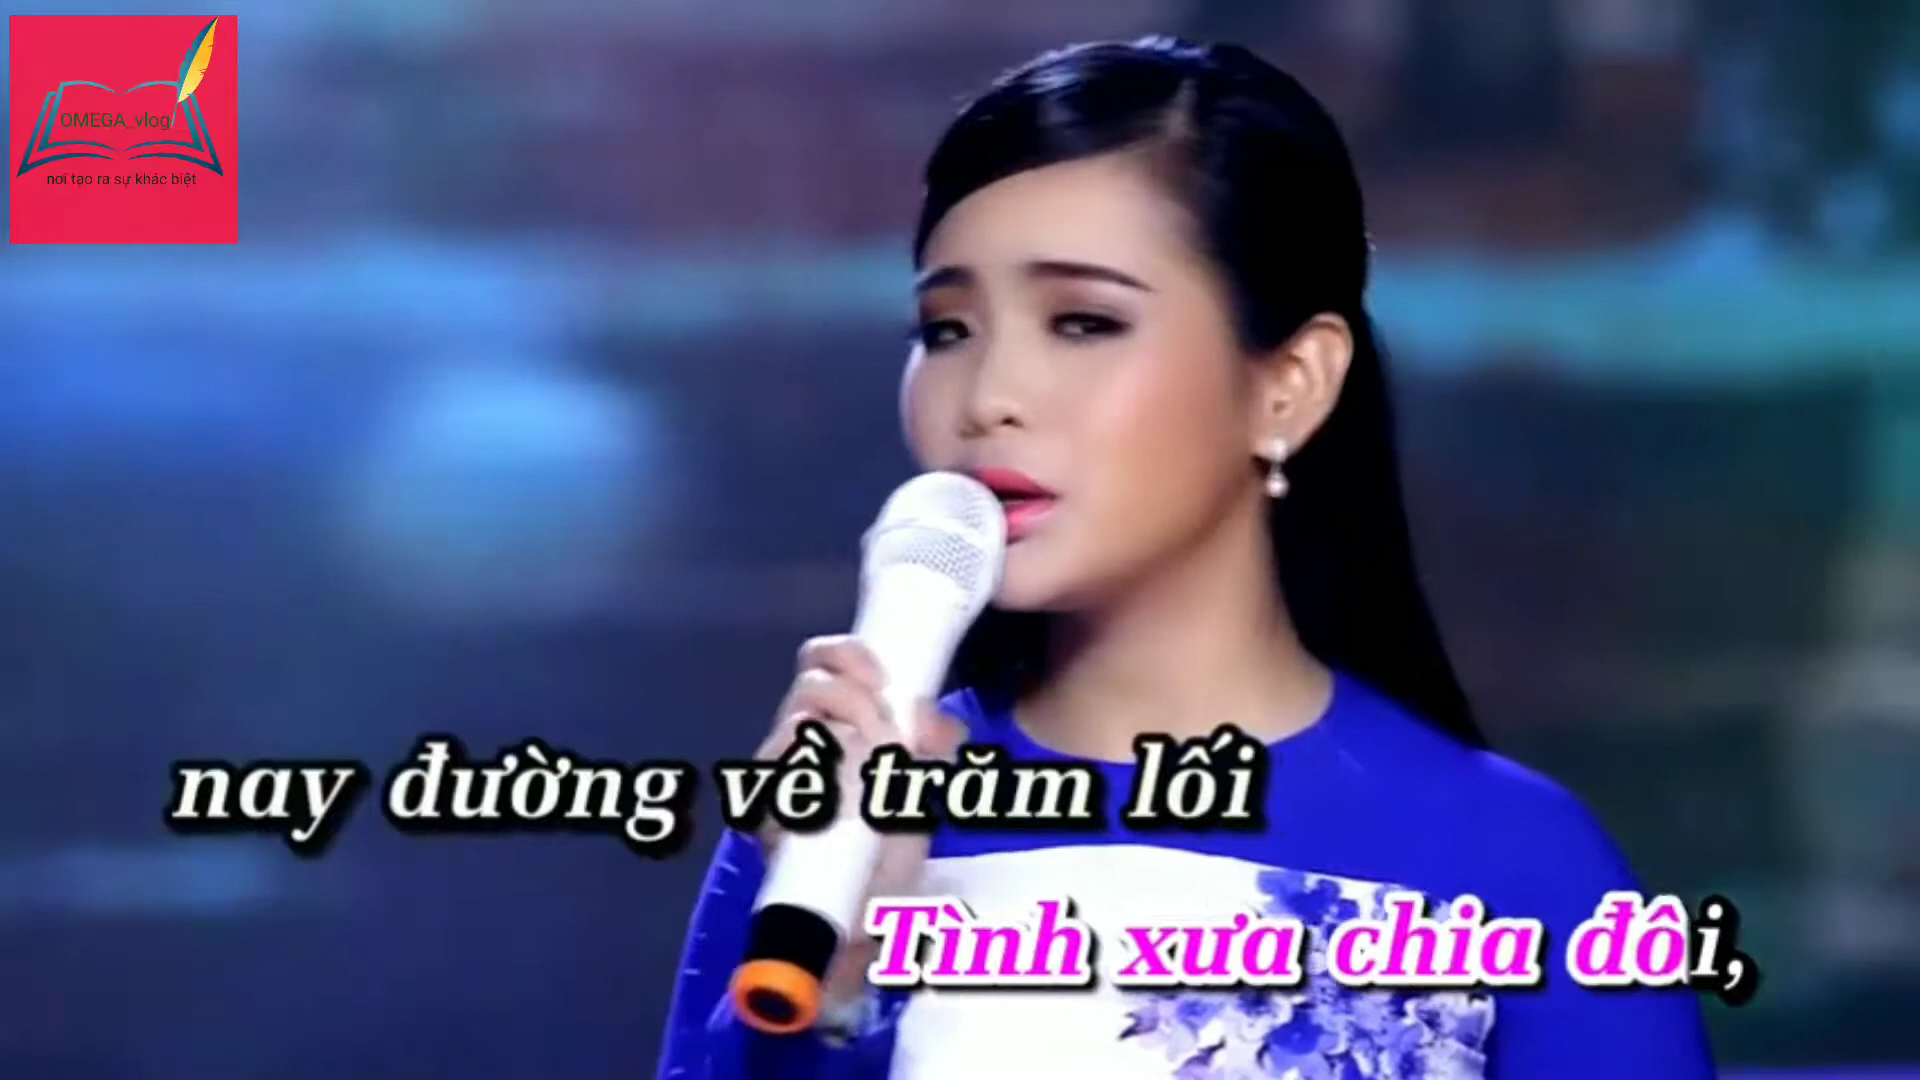 OMEGA_vlog
nơi tạo ra sự khác biệt
nay đường về trăm lối
Tình xưa chia đôi,